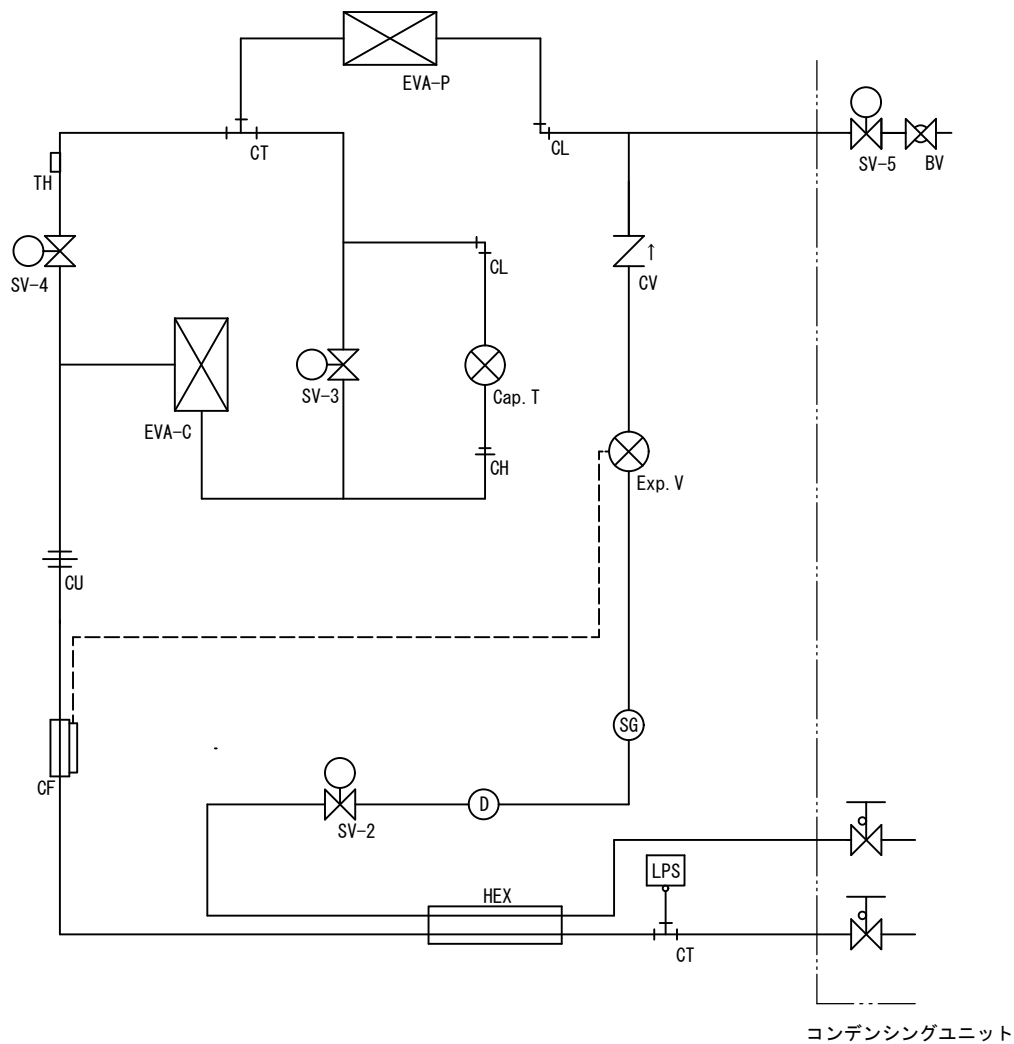 EVA-P
CT
CL
SV-5
BV
TH
SV-4
CL
↑
CV
SV-3
Cap.T
EVA-C
CH
Exp.V
CU
SG
CF
D
SV-2
LPS
HEX
CT
コンデンシングユニット